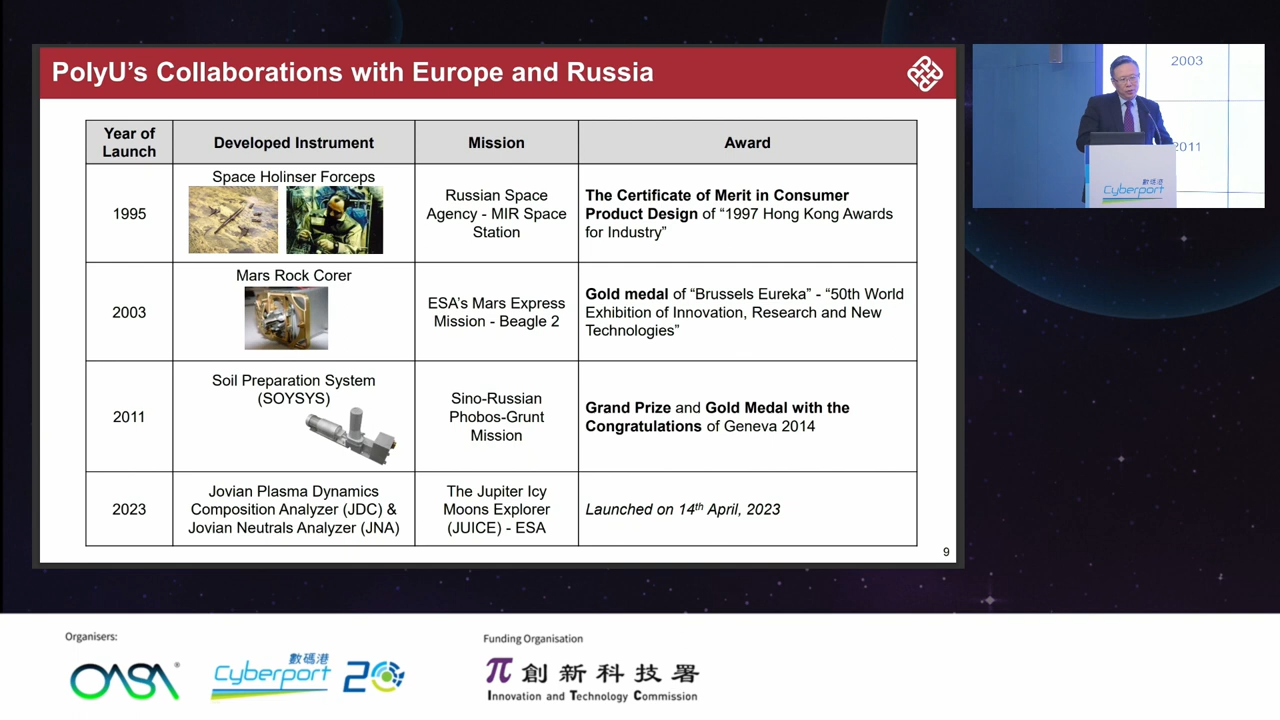 PolyU's Collaborations with Europe and Russia
Year of
Launch
Developed Instrument
Mission
Award
1995
Space Holinser Forceps
Russian Space
Agency - MIR Space
Station
The Certificate of Merit in Consumer
Product Design of “1997 Hong Kong Awards
for Industry”
2003
Mars Rock Corer
ESA's Mars Express
Mission - Beagle 2
Gold medal of “Brussels Eureka” - “50th World
Exhibition of Innovation, Research and New
Technologies”
2011
Soil Preparation System
(SOYSYS)
Sino-Russian
Phobos-Grunt
Mission
Grand Prize and Gold Medal with the
Congratulations of Geneva 2014
2023
Jovian Plasma Dynamics
Composition Analyzer (JDC) &
Jovian Neutrals Analyzer (JNA)
The Jupiter Icy
Moons Explorer
(JUICE) - ESA
Launched on 14th April, 2023
9
2003
2011
數碼港
Cyberport
Organisers:
OASA®
數碼港
Cyberport 20
Funding Organisation
創新科技署
Innovation and Technology Commission